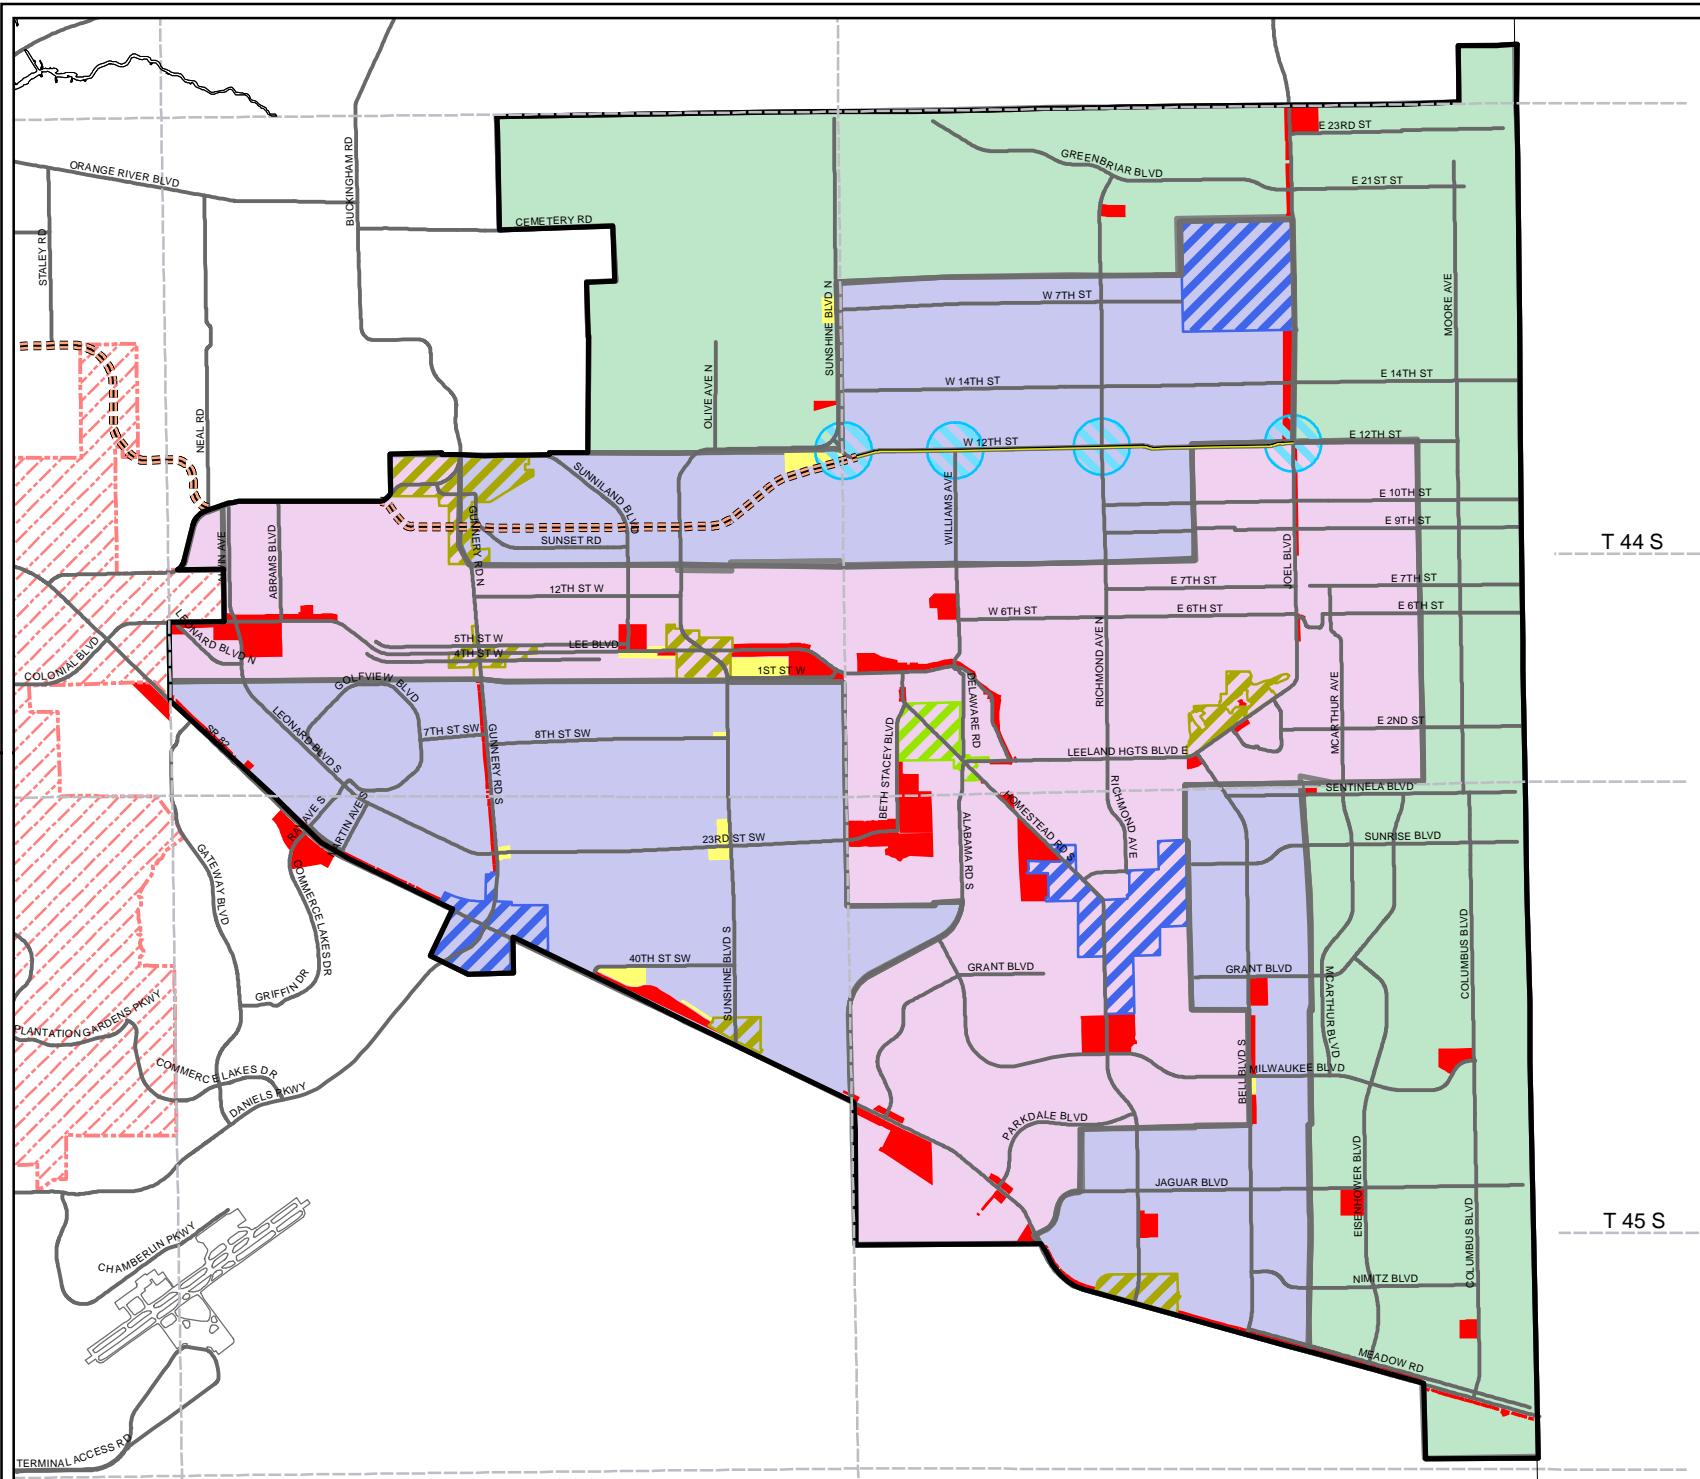 E 23RD ST
GREENBRIAR BLVD
ORANGE RIVER BLVD
BUCKINGHAM RD
E 21ST ST
CEMETERY RD
STALEY RD
W 7TH ST
SUNSHINE BLVD N
MOORE AVE
E 14TH ST
W 14TH ST
OLIVE AVE N
NEAL RD
E 12TH ST
W 12TH ST
SUNNILAND BLVD
E 10TH ST
WILLIAMS AVE
E 9TH ST
GUNNERY RD N
SUNSET RD
T 44 S
ABRAMS BLVD
JOEL BLVD
E 7TH ST
E 7TH ST
12TH ST W
W 6TH ST
E 6TH ST
E 6TH ST
LEONARD BLVD N
5TH ST W
LEE BLVD
4TH ST W
RICHMOND AVE N
COLONIAL BLVD
1ST ST W
GOLFVIEW BLVD
DELAWARE RD
MCARTHUR AVE
LEONARD BLVD S
E 2ND ST
SR 82
7TH ST SW
8TH ST SW
GUNNERY RD S
BETH STACEY BLVD
LEELAND HGTS BLVD E
SENTINELA BLVD
RAY AVE S
HOMESTEAD RD S
RICHMOND AVE
23RD ST SW
SUNRISE BLVD
ALABAMA RD S
GATEWAY BLVD
COMMERCE LAKES DR
COLUMBUS BLVD
40TH ST SW
SUNSHINE BLVD S
GRANT BLVD
GRANT BLVD
MCARTHUR BLVD
GRIFFIN DR
PLANTATION GARDENS PKWY
COMMERCE LAKES DR
DANIELS PKWY
BELL BLVD S
MILWAUKEE BLVD
PARKDALE BLVD
EISENHOWER BLVD
JAGUAR BLVD
T 45 S
COLUMBUS BLVD
CHAMBERLIN PKWY
NIMITZ BLVD
MEADOW RD
TERMINAL ACCESS RD